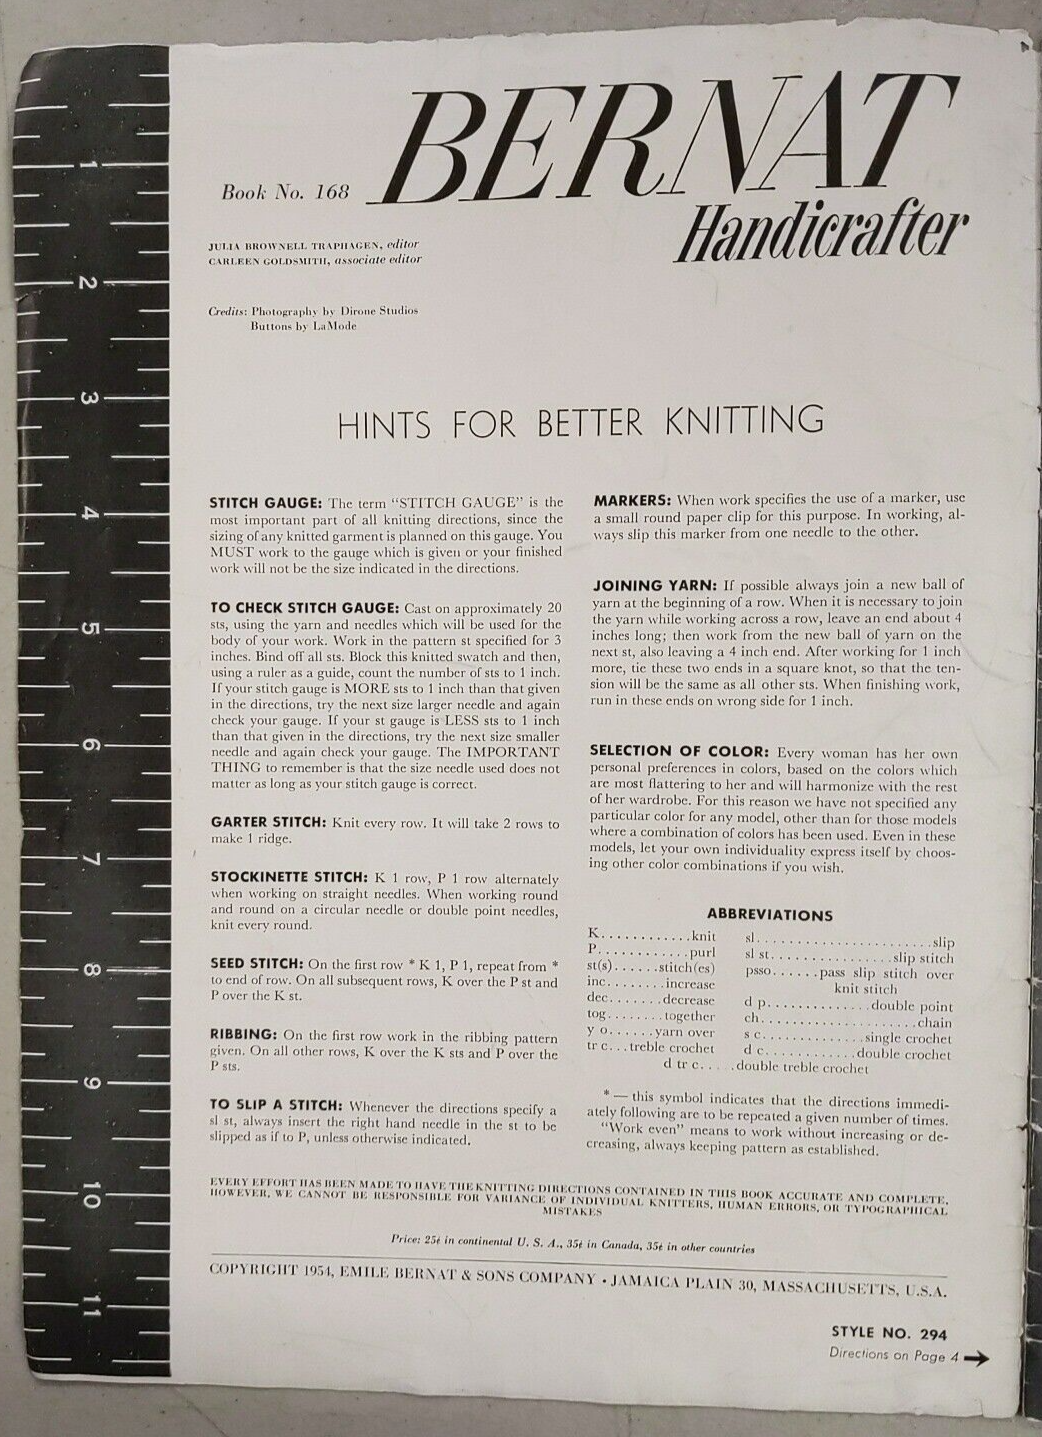 BERNAT
Handicrafter
Book No. 168
JULIA BROWNELL TRAPHAGEN, editor
CARLEEN GOLDSMITH, associate editor
Credits: Photography by Dirone Studios
Buttons by LaMode
HINTS FOR BETTER KNITTING
STITCH GAUGE: The term "STITCH GAUGE" is the
most important part of all knitting directions, since the
sizing of any knitted garment is planned on this gauge. You
MUST work to the gauge which is given or your finished
work will not be the size indicated in the directions.
TO CHECK STITCH GAUGE: Cast on approximately 20
sts, using the yarn and needles which will be used for the
body of your work. Work in the pattern st specified for 3
inches. Bind off all sts. Block this knitted swatch and then,
using a ruler as a guide, count the number of sts to 1 inch.
If your stitch gauge is MORE sts to 1 inch than that given
in the directions, try the next size larger needle and again
check your gauge. If your st gauge is LESS sts to 1 inch
than that given in the directions, try the next size smaller
needle and again check your gauge. The IMPORTANT
THING to remember is that the size needle used does not
matter as long as your stitch gauge is correct.
GARTER STITCH: Knit every row. It will take 2 rows to
make 1 ridge.
STOCKINETTE STITCH: K 1 row, P 1 row alternately
when working on straight needles. When working round
and round on a circular needle or double point needles,
knit every round.
SEED STITCH: On the first row * K 1, P 1, repeat from *
to end of row. On all subsequent rows, K over the P st and
P over the K st.
RIBBING: On the first row work in the ribbing pattern
given. On all other rows, K over the K sts and P over the
P sts.
TO SLIP A STITCH: Whenever the directions specify a
sl st, always insert the right hand needle in the st to be
slipped as if to P, unless otherwise indicated.
MARKERS: When work specifies the use of a marker, use
a small round paper clip for this purpose. In working, al-
ways slip this marker from one needle to the other.
JOINING YARN: If possible always join a new ball of
yarn at the beginning of a row. When it is necessary to join
the yarn while working across a row, leave an end about 4
inches long; then work from the new ball of yarn on the
next st, also leaving a 4 inch end. After working for 1 inch
more, tie these two ends in a square knot, so that the ten-
sion will be the same as all other sts. When finishing work,
run in these ends on wrong side for 1 inch.
SELECTION OF COLOR: Every woman has her own
personal preferences in colors, based on the colors which
are most flattering to her and will harmonize with the rest
of her wardrobe. For this reason we have not specified any
particular color for any model, other than for those models
where a combination of colors has been used. Even in these
models, let your own individuality express itself by choos-
ing other color combinations if you wish.
ABBREVIATIONS
K............knit
P............purl
st(s)......stitch(es)
inc........increase
dec.......decrease
tog........together
y o......yarn over
tr c...treble crochet
sl........................slip
sl st................slip stitch
psso......pass slip stitch over
knit stitch
d p.............double point
ch.....................chain
s c..............single crochet
d c............double crochet
d tr c.....double treble crochet
* — this symbol indicates that the directions immedi-
ately following are to be repeated a given number of times.
"Work even" means to work without increasing or de-
creasing, always keeping pattern as established.
EVERY EFFORT HAS BEEN MADE TO HAVE THE KNITTING DIRECTIONS CONTAINED IN THIS BOOK ACCURATE AND COMPLETE.
HOWEVER, WE CANNOT BE RESPONSIBLE FOR VARIANCE OF INDIVIDUAL KNITTERS, HUMAN ERRORS, OR TYPOGRAPHICAL
MISTAKES
Price: 25¢ in continental U. S. A., 35¢ in Canada, 35¢ in other countries
COPYRIGHT 1954, EMILE BERNAT & SONS COMPANY • JAMAICA PLAIN 30, MASSACHUSETTS, U.S.A.
STYLE NO. 294
Directions on Page 4
1
2
3
4
5
6
7
8
9
10
11